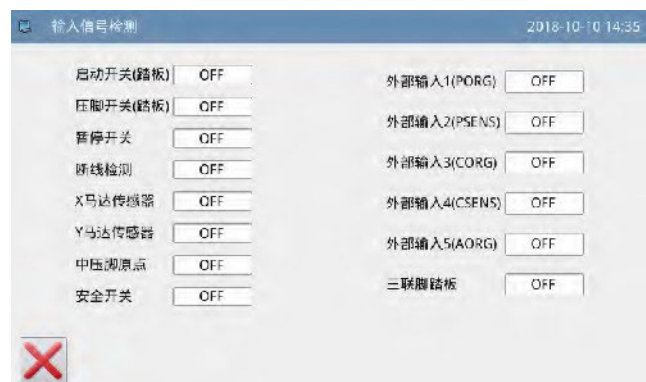 输入信号检测 2018-10-10 14:35
启动开关(踏板) OFF
压脚开关(踏板) OFF
暂停开关 OFF
断线检测 OFF
X马达传感器 OFF
Y马达传感器 OFF
中压脚原点 OFF
安全开关 OFF
外部输入1(PORG) OFF
外部输入2(PSENS) OFF
外部输入3(CORG) OFF
外部输入4(CSENS) OFF
外部输入5(AORG) OFF
三联脚踏板 OFF